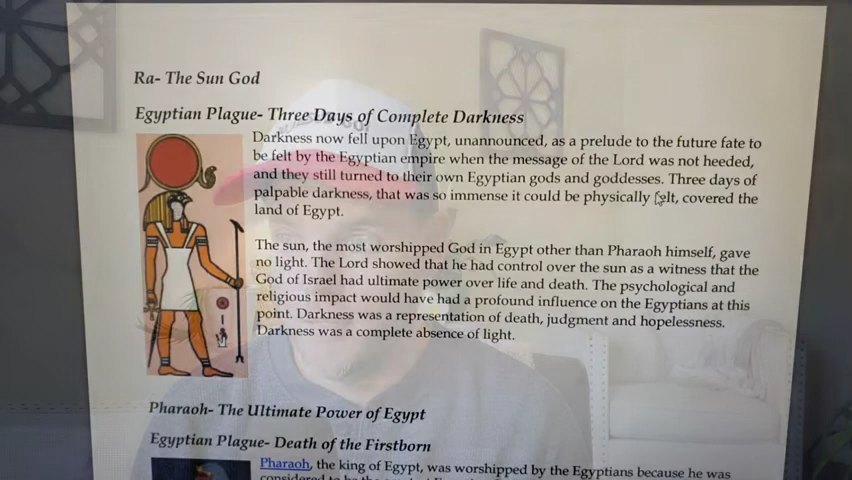 Ra- The Sun God
Egyptian Plague- Three Days of Complete Darkness
Darkness now fell upon Egypt, unannounced, as a prelude to the future fate to
be felt by the Egyptian empire when the message of the Lord was not heeded,
and they still turned to their own Egyptian gods and goddesses. Three days of
palpable darkness, that was so immense it could be physically felt, covered the
land of Egypt.
The sun, the most worshipped God in Egypt other than Pharaoh himself, gave
no light. The Lord showed that he had control over the sun as a witness that the
God of Israel had ultimate power over life and death. The psychological and
religious impact would have had a profound influence on the Egyptians at this
point. Darkness was a representation of death, judgment and hopelessness.
Darkness was a complete absence of light.
Pharaoh- The Ultimate Power of Egypt
Egyptian Plague- Death of the Firstborn
Pharaoh, the king of Egypt, was worshipped by the Egyptians because he was
considered to be the